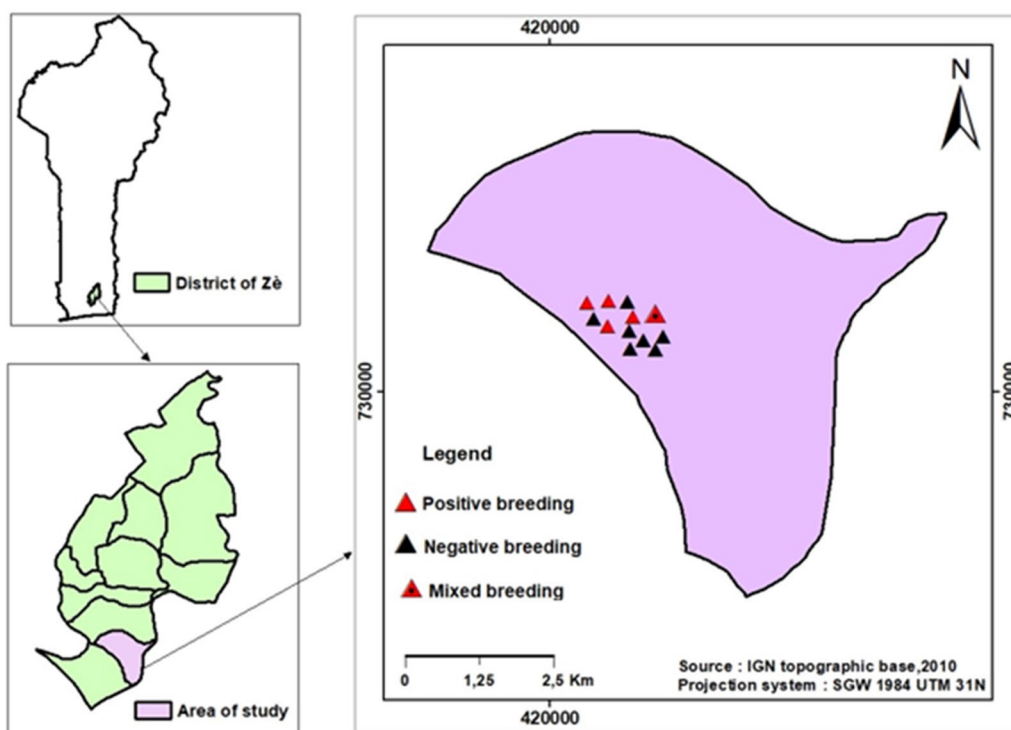 District of Zè
Area of study
420000
N
730000
730000
Legend
Positive breeding
Negative breeding
Mixed breeding
0 1,25 2,5 Km
Source : IGN topographic base,2010
Projection system : SGW 1984 UTM 31N
420000